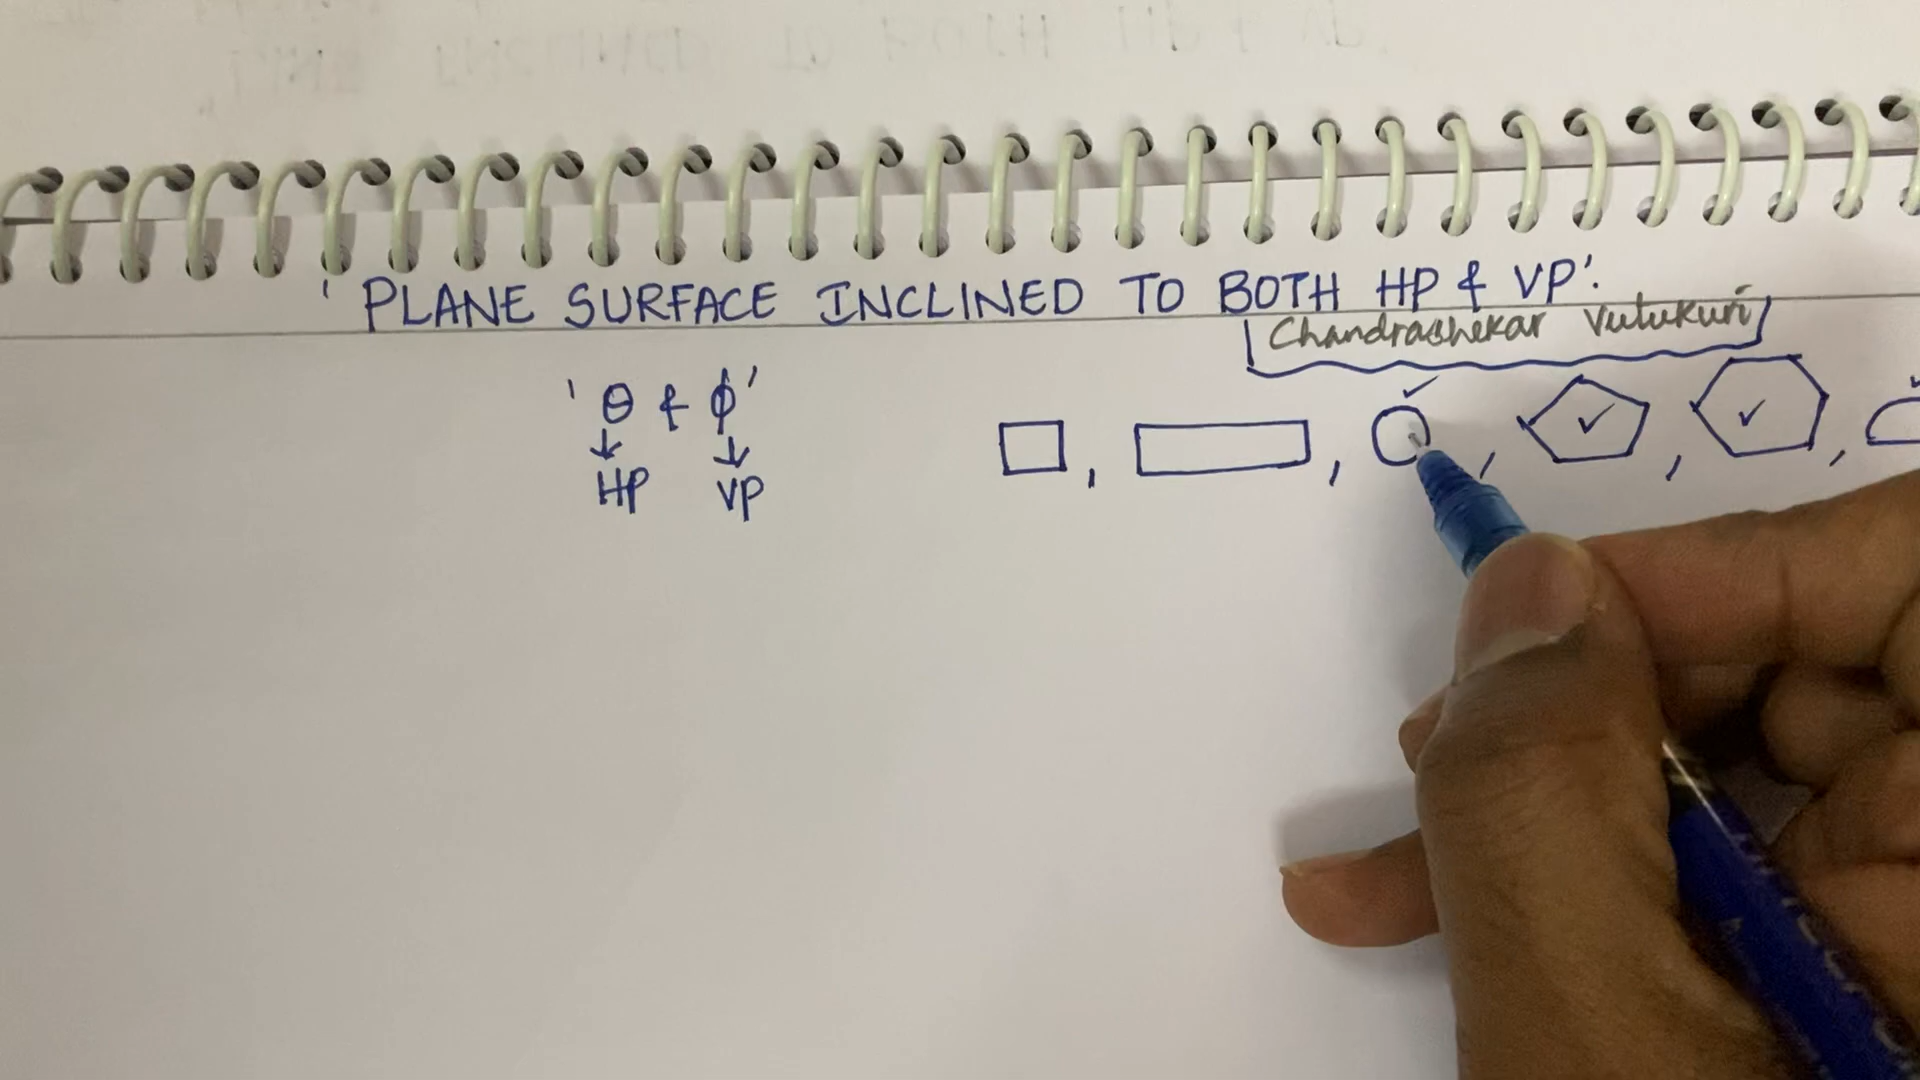 ' PLANE SURFACE INCLINED TO BOTH HP & VP'.
Chandrashekar Vutukuri
' θ & ϕ '
HP VP